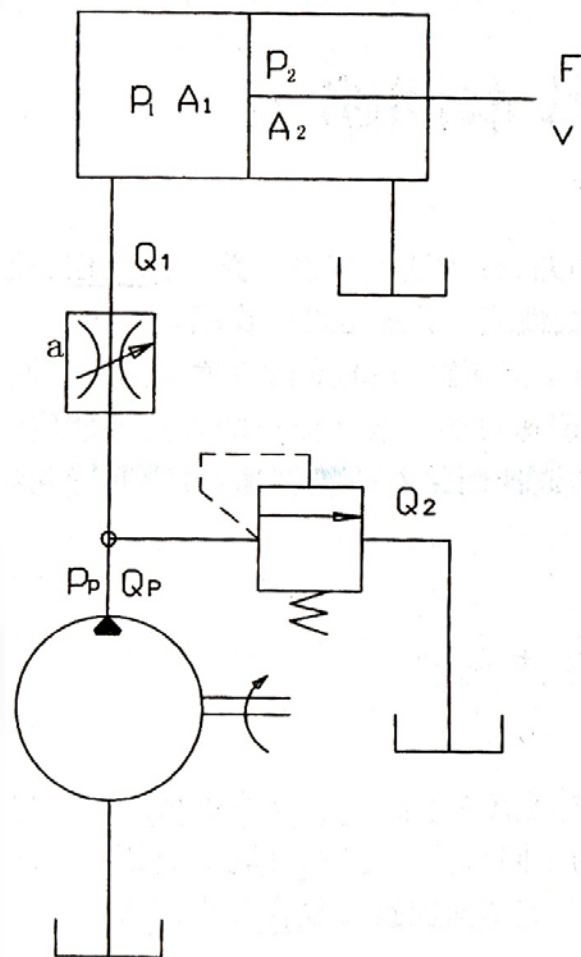 P₂ F
P₁ A₁
A₂ V
Q₁
a
Q₂
Pₚ Qₚ